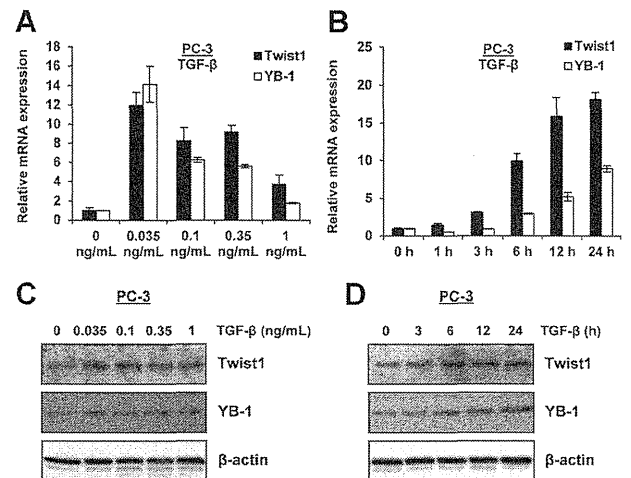 A
PC-3
TGF-β
Twist1
YB-1
Relative mRNA expression
18
16
14
12
10
8
6
4
2
0
0 0.035 0.1 0.35 1
ng/mL ng/mL ng/mL ng/mL ng/mL
B
PC-3
TGF-β
Twist1
YB-1
Relative mRNA expression
25
20
15
10
5
0
0 h 1 h 3 h 6 h 12 h 24 h
C
PC-3
0 0.035 0.1 0.35 1 TGF-β (ng/mL)
Twist1
YB-1
β-actin
D
PC-3
0 3 6 12 24 TGF-β (h)
Twist1
YB-1
β-actin